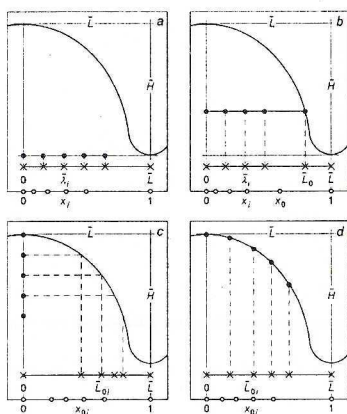 L̄ a
H̄
0 λ̄ᵢ L̄
0 xᵢ 1
L̄ b
H̄
0 λ̄ᵢ L̄₀ L̄
0 xᵢ x₀ 1
c L̄
H̄
0 L̄₀ᵢ L̄
0 x₀ᵢ 1
L̄ d
H̄
0 L̄₀ᵢ L̄
0 x₀ᵢ 1